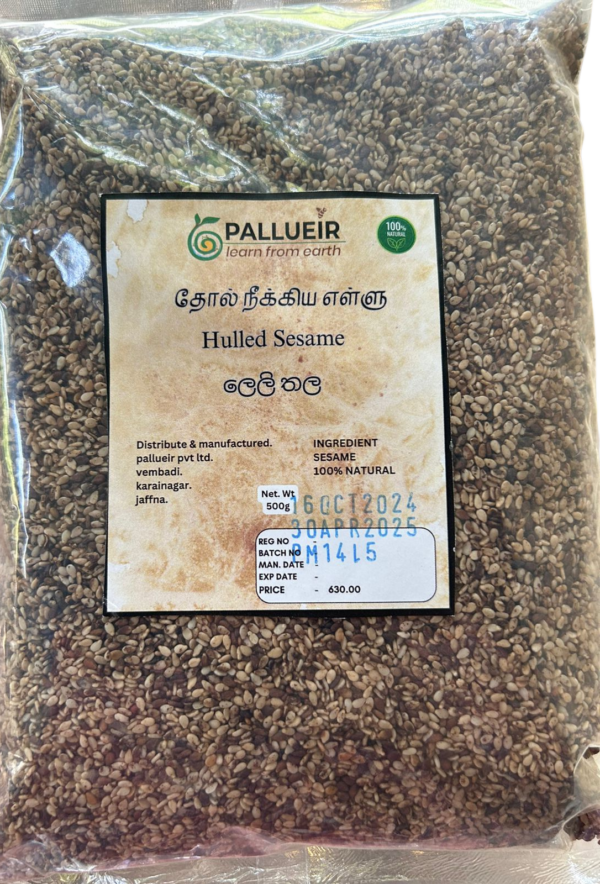 PALLUEIR
learn from earth
100%
NATURAL
தோல் நீக்கிய எள்ளு
Hulled Sesame
ලෙලි තල
Distribute & manufactured.
pallueir pvt ltd.
vembadi.
karainagar.
jaffna.
INGREDIENT
SESAME
100% NATURAL
Net. Wt
500g
16OCT2024
30APR2025
REG NO
BATCH NO
MAN. DATE -
EXP DATE -
PRICE - 630.00